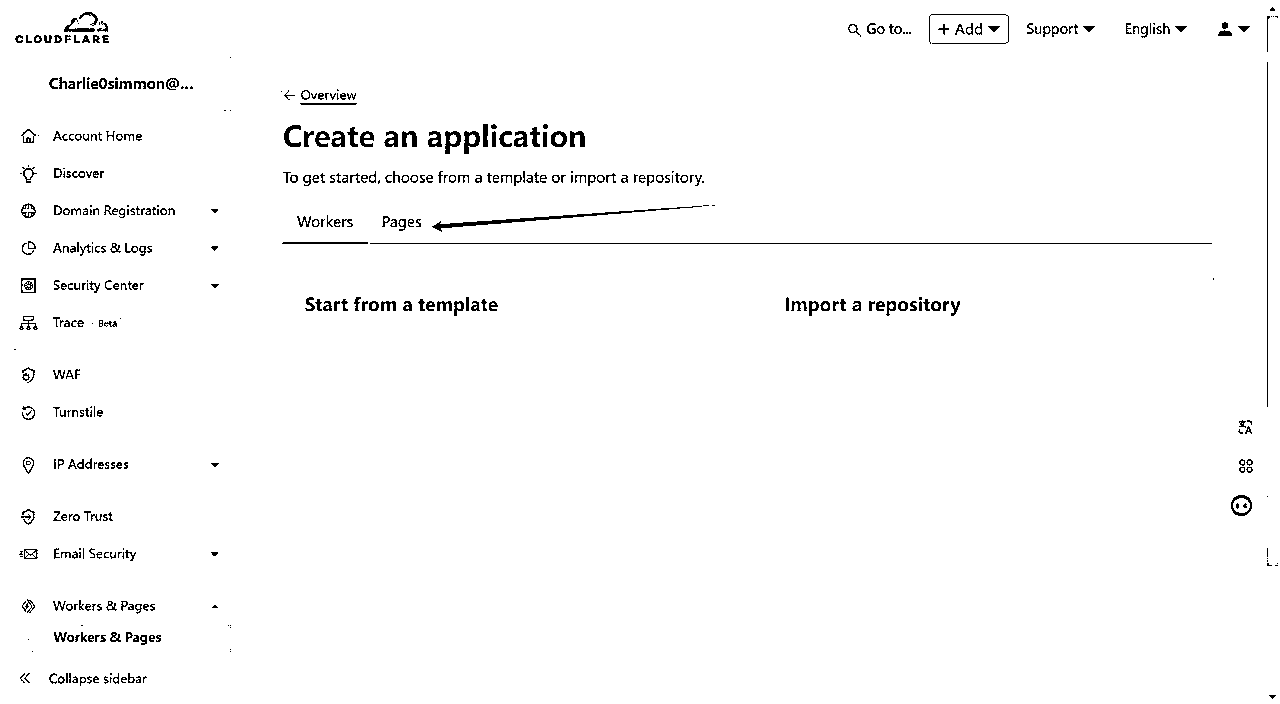 CLOUDFLARE
Go to...
+ Add
Support
English
Charlie0simmon@...
Account Home
Discover
Domain Registration
Analytics & Logs
Security Center
Trace
Beta
WAF
Turnstile
IP Addresses
Zero Trust
Email Security
Workers & Pages
Workers & Pages
Collapse sidebar
← Overview
Create an application
To get started, choose from a template or import a repository.
Workers Pages
Start from a template
Import a repository